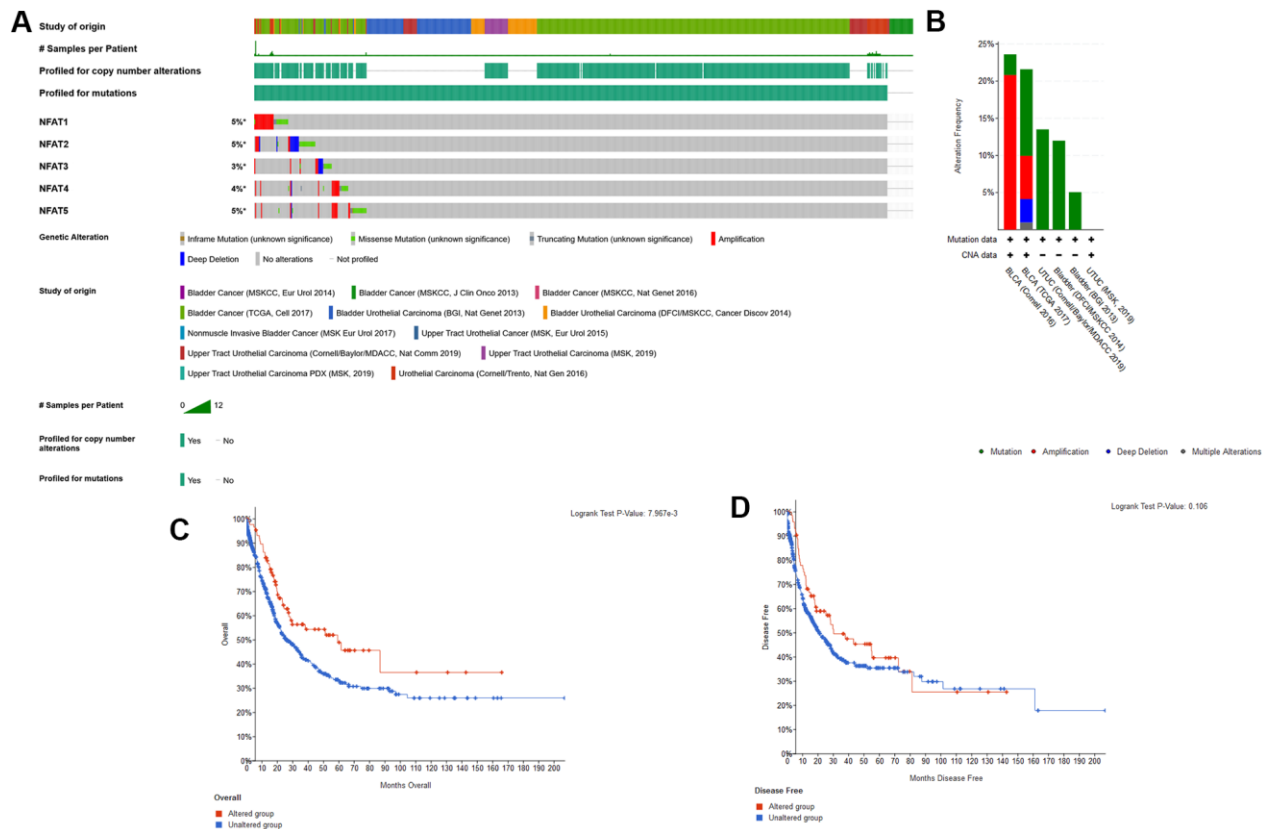 A
Study of origin
# Samples per Patient
Profiled for copy number alterations
Profiled for mutations
NFAT1 5%*
NFAT2 5%*
NFAT3 3%*
NFAT4 4%*
NFAT5 5%*
Genetic Alteration
Inframe Mutation (unknown significance) Missense Mutation (unknown significance) Truncating Mutation (unknown significance) Amplification
Deep Deletion No alterations Not profiled
Study of origin
Bladder Cancer (MSKCC, Eur Urol 2014) Bladder Cancer (MSKCC, J Clin Onco 2013) Bladder Cancer (MSKCC, Nat Genet 2016)
Bladder Cancer (TCGA, Cell 2017) Bladder Urothelial Carcinoma (BGI, Nat Genet 2013) Bladder Urothelial Carcinoma (DFCI/MSKCC, Cancer Discov 2014)
Nonmuscle Invasive Bladder Cancer (MSK Eur Urol 2017) Upper Tract Urothelial Cancer (MSK, Eur Urol 2015)
Upper Tract Urothelial Carcinoma (Cornell/Baylor/MDACC, Nat Comm 2019) Upper Tract Urothelial Carcinoma (MSK, 2019)
Upper Tract Urothelial Carcinoma PDX (MSK, 2019) Urothelial Carcinoma (Cornell/Trento, Nat Gen 2016)
# Samples per Patient
0 12
Profiled for copy number
alterations
Yes No
Profiled for mutations
Yes No
B
Alteration Frequency
25%
20%
15%
10%
5%
Mutation data + + + + + +
CNA data + + - - - +
BLCA (Cornell 2016)
BLCA (TCGA 2017)
UTUC (Cornell/Baylor/MDACC 2019)
Bladder (DFCI/MSKCC 2014)
Bladder (BGI 2013)
UTUC (MSK, 2019)
Mutation Amplification Deep Deletion Multiple Alterations
C
Logrank Test P-Value: 7.967e-3
Overall
100%
90%
80%
70%
60%
50%
40%
30%
20%
10%
0%
0 10 20 30 40 50 60 70 80 90 100 110 120 130 140 150 160 170 180 190 200
Months Overall
Overall
Altered group
Unaltered group
D
Logrank Test P-Value: 0.106
Disease Free
100%
90%
80%
70%
60%
50%
40%
30%
20%
10%
0%
0 10 20 30 40 50 60 70 80 90 100 110 120 130 140 150 160 170 180 190 200
Months Disease Free
Disease Free
Altered group
Unaltered group